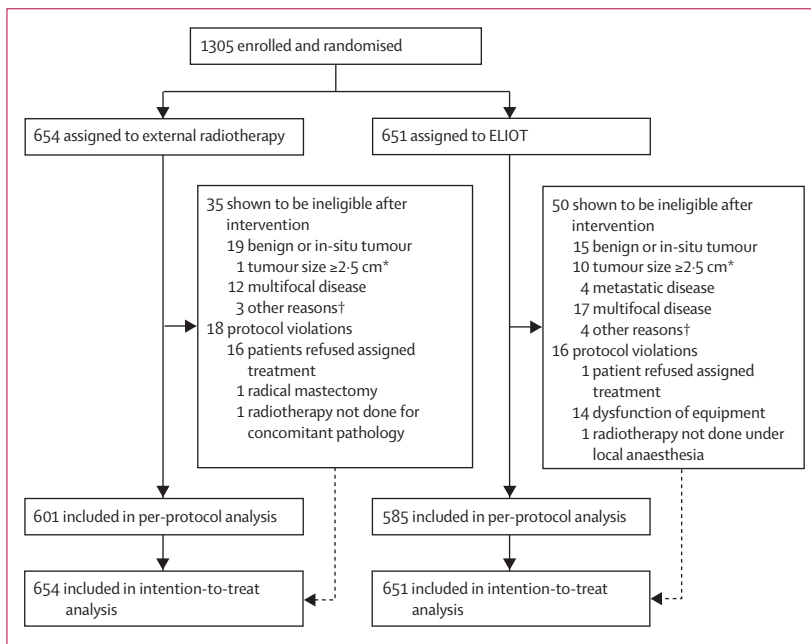 1305 enrolled and randomised
654 assigned to external radiotherapy
651 assigned to ELIOT
35 shown to be ineligible after
intervention
19 benign or in-situ tumour
1 tumour size ≥2·5 cm*
12 multifocal disease
3 other reasons†
18 protocol violations
16 patients refused assigned
treatment
1 radical mastectomy
1 radiotherapy not done for
concomitant pathology
50 shown to be ineligible after
intervention
15 benign or in-situ tumour
10 tumour size ≥2·5 cm*
4 metastatic disease
17 multifocal disease
4 other reasons†
16 protocol violations
1 patient refused assigned
treatment
14 dysfunction of equipment
1 radiotherapy not done under
local anaesthesia
601 included in per-protocol analysis
585 included in per-protocol analysis
654 included in intention-to-treat
analysis
651 included in intention-to-treat
analysis